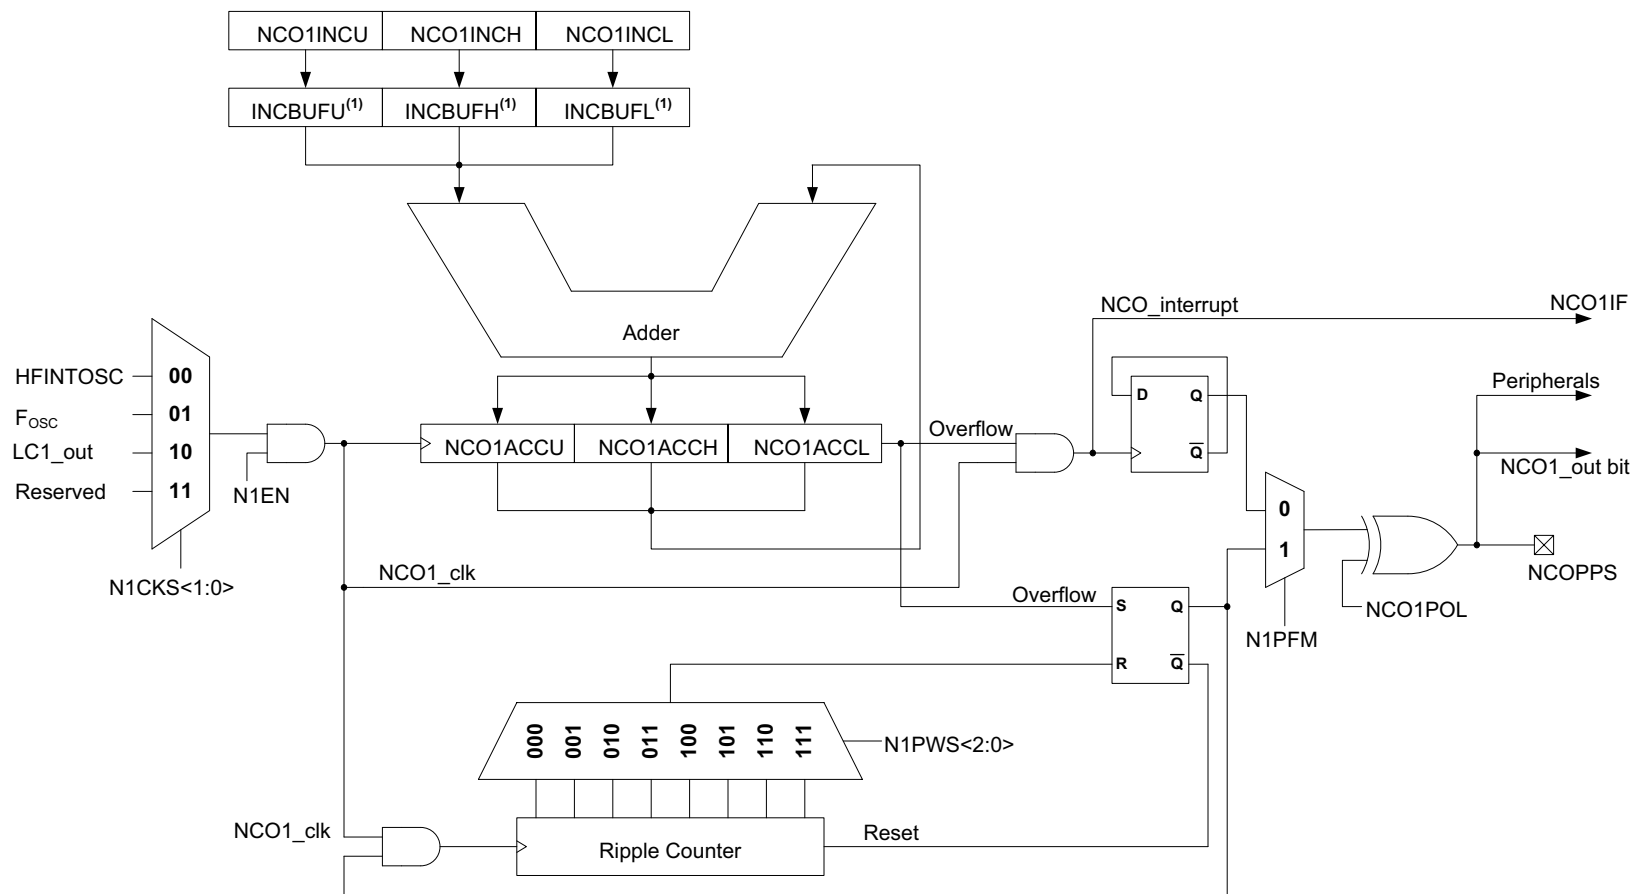 NCO1INCU NCO1INCH NCO1INCL
INCBUFU(1) INCBUFH(1) INCBUFL(1)
Adder
NCO_interrupt
NCO1IF
HFINTOSC
00
FOSC
01
LC1_out
10
Reserved
11
N1EN
N1CKS<1:0>
NCO1ACCU NCO1ACCH NCO1ACCL
Overflow
D Q
Q
Peripherals
NCO1_out bit
0
1
NCOPPS
NCO1POL
N1PFM
NCO1_clk
Overflow
S Q
R Q
000 001 010 011 100 101 110 111
N1PWS<2:0>
NCO1_clk
Ripple Counter
Reset